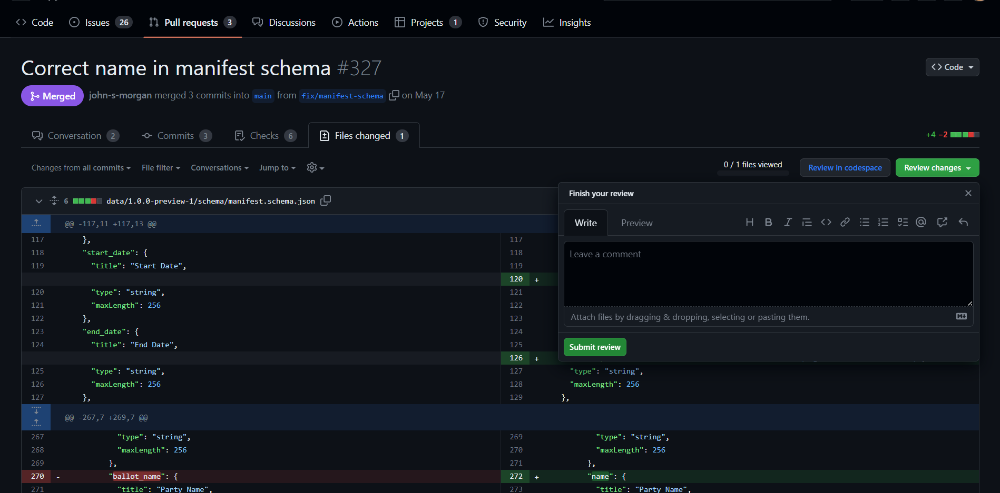 Code Issues 26 Pull requests 3 Discussions Actions Projects 1 Security Insights
Correct name in manifest schema #327
Code
Merged john-s-morgan merged 3 commits into main from fix/manifest-schema on May 17
Conversation 2 Commits 3 Checks 6 Files changed 1
+4 −2
Changes from all commits File filter Conversations Jump to
0 / 1 files viewed
Review in codespace
Review changes
6 data/1.0.0-preview-1/schema/manifest.schema.json
Finish your review
Write Preview
Leave a comment
Attach files by dragging & dropping, selecting or pasting them.
Submit review
@@ -117,11 +117,13 @@
117 }, 117
118 "start_date": { 118
119 "title": "Start Date", 119
120 +
120 "type": "string", 121
121 "maxLength": 256 122
122 }, 123
123 "end_date": { 124
124 "title": "End Date", 125
126 +
125 "type": "string", 127 "type": "string",
126 "maxLength": 256 128 "maxLength": 256
127 }, 129 },
@@ -267,7 +269,7 @@
267 "type": "string", 269 "type": "string",
268 "maxLength": 256 270 "maxLength": 256
269 }, 271 },
270 - "ballot_name": { 272 + "name": {
271 "title": "Party Name", 273 "title": "Party Name",